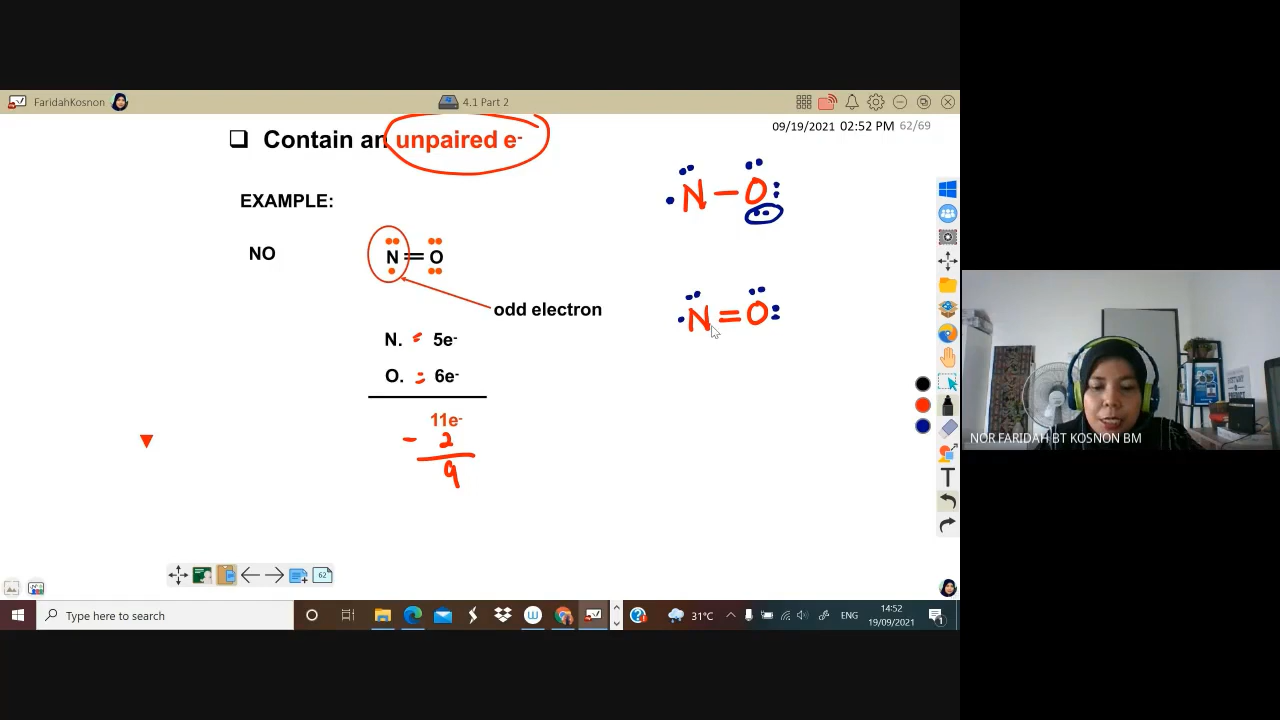 FaridahKosnon
4.1 Part 2
❑ Contain an unpaired e-
09/19/2021 02:52 PM 62/69
EXAMPLE:
NO
N = O
odd electron
N. = 5e-
O. = 6e-
11e-
- 2
9
N - O
N = O
NOR FARIDAH BT KOSNON BM
T
62
Type here to search
31°C
ENG
14:52
19/09/2021
1